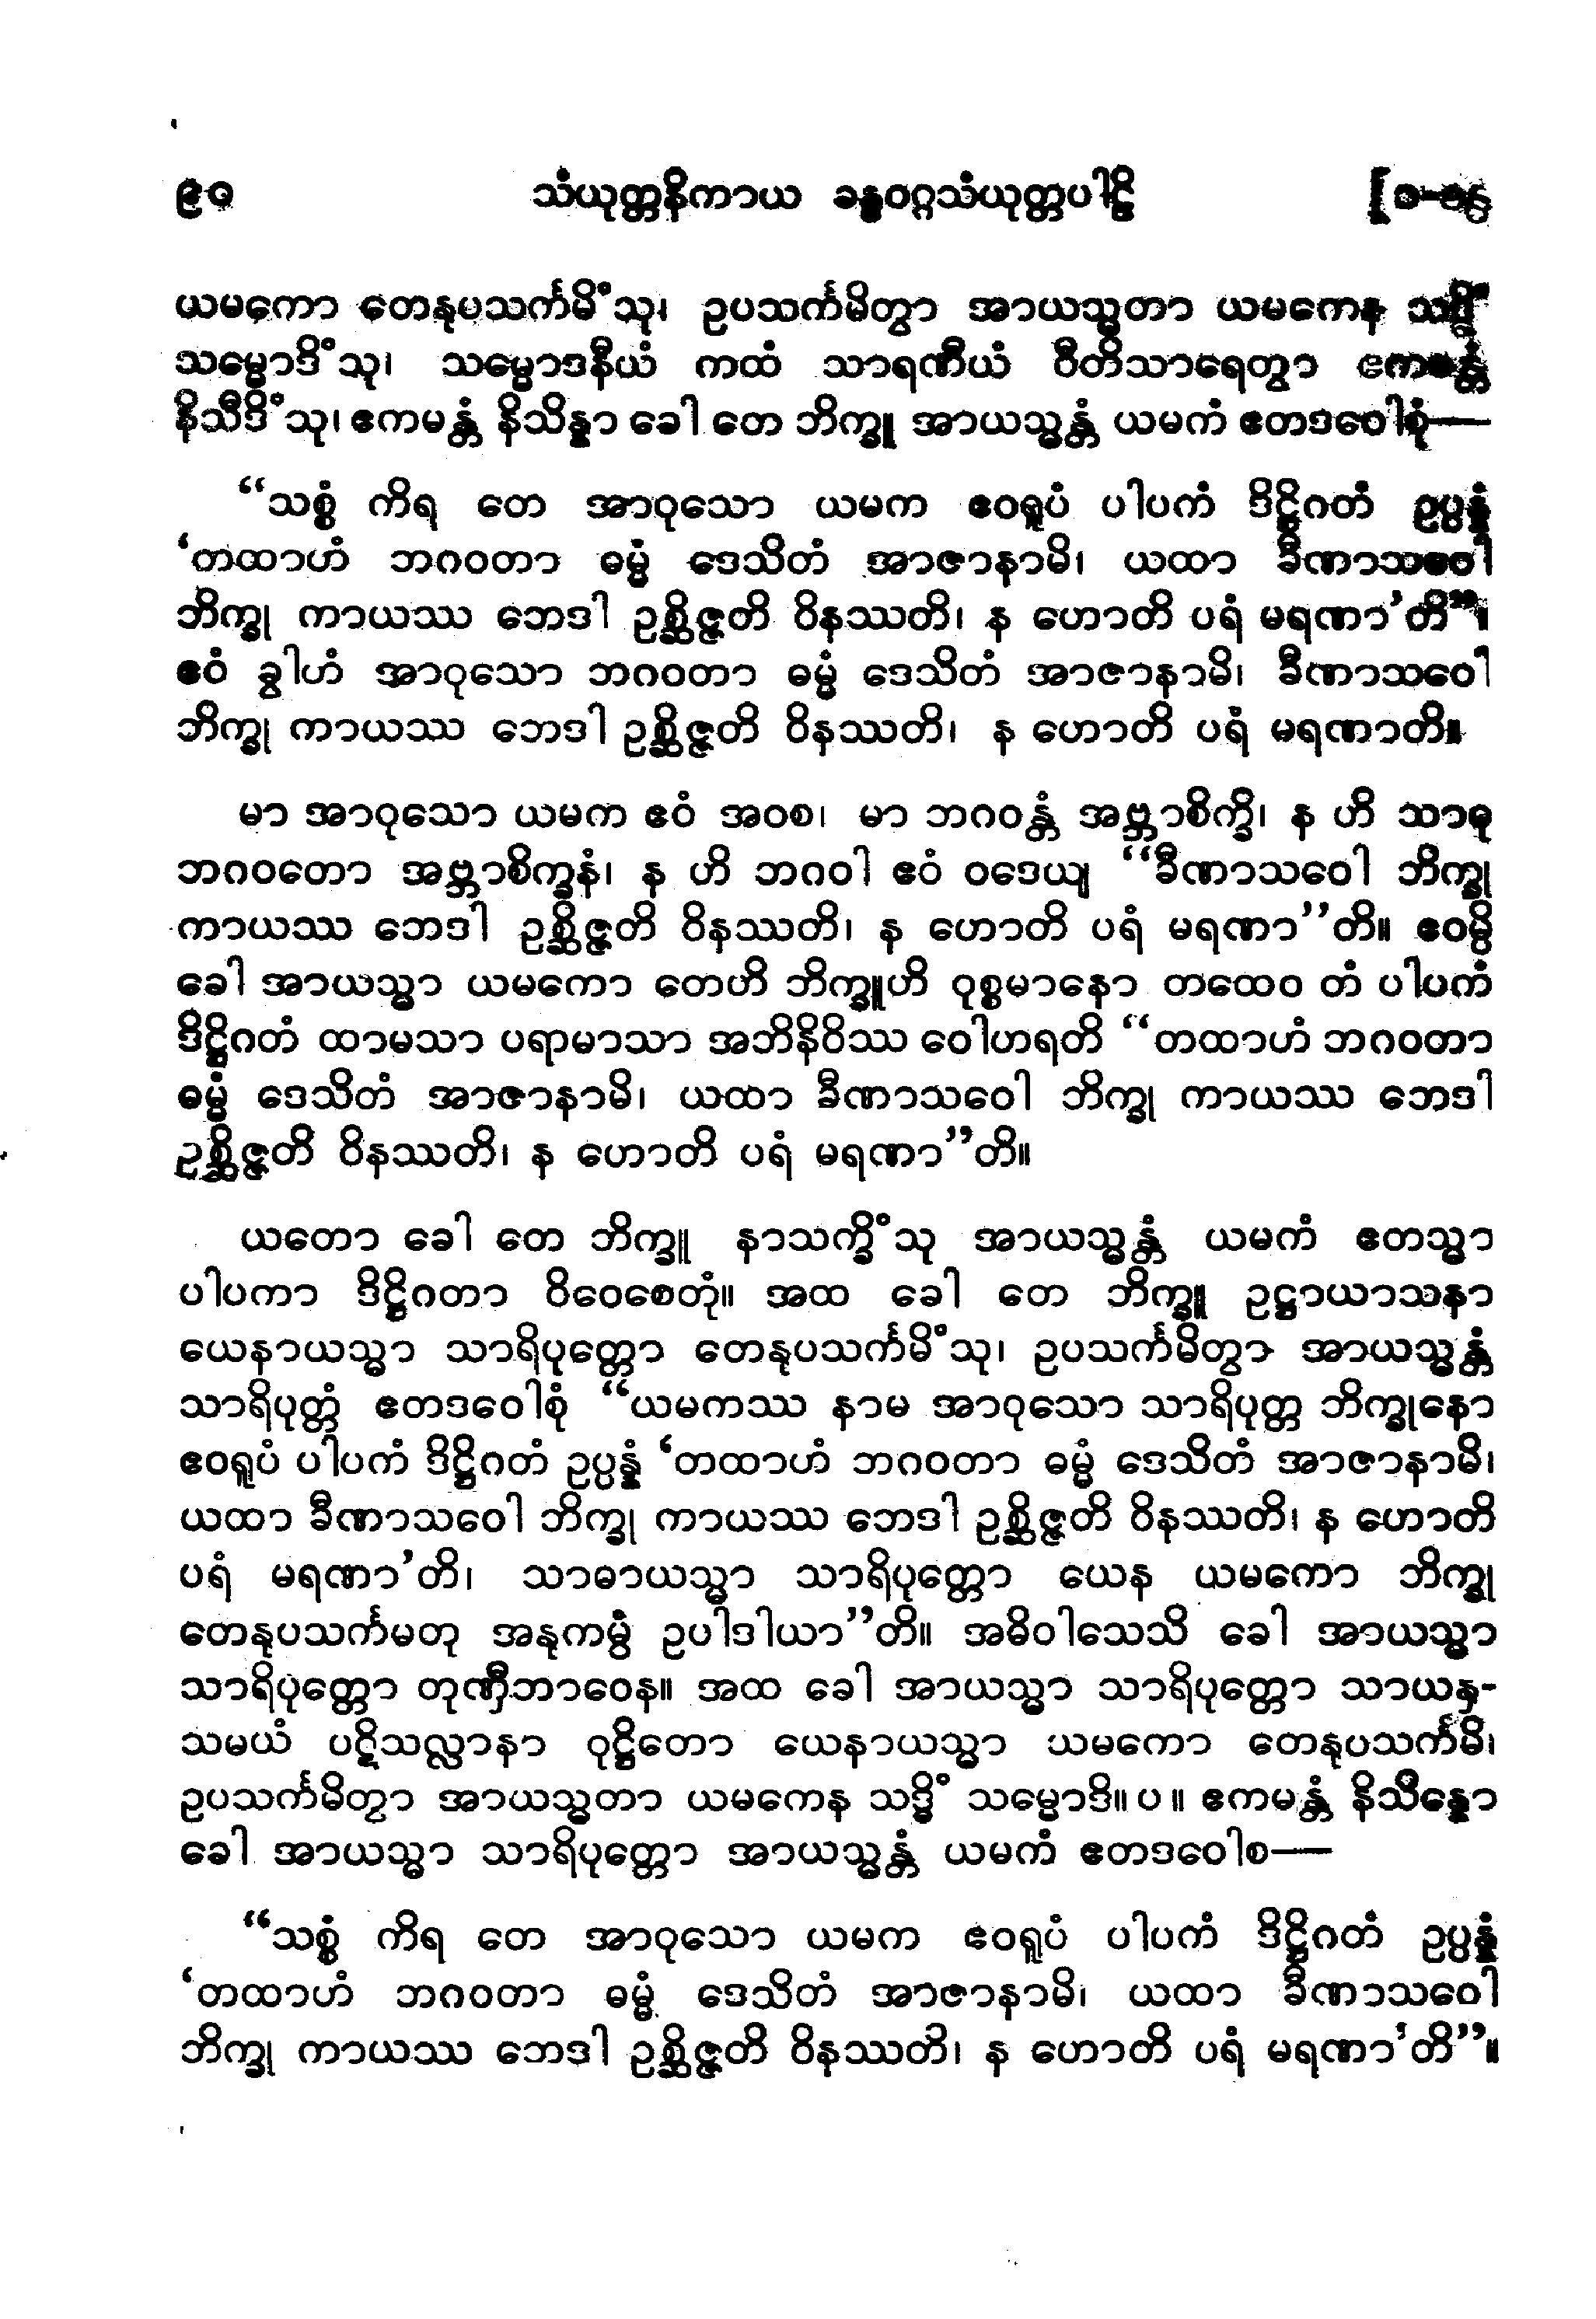 ၉၀ သံယုတ္တနိကာယ ခန္ဓဝဂ္ဂသံယုတ္တပါဠိ
ယမကော တေနုပသင်္ကမိံသု၊ ဥပသင်္ကမိတွာ အာယသ္မတာ ယမကေန သဒ္ဓိံ
သမ္မောဒိံသု၊ သမ္မောဒနီယံ ကထံ သာရဏီယံ ဝီတိသာရေတွာ ဧကမန္တံ
နိသီဒိံသု၊ ဧကမန္တံ နိသိန္နာ ခေါ တေ ဘိက္ခူ အာယသ္မန္တံ ယမကံ ဧတဒဝေါစုံ—
“သစ္စံ ကိရ တေ အာဝုသော ယမက ဧဝရူပံ ပါပကံ ဒိဋ္ဌိဂတံ ဥပ္ပန္နံ
‘တထာဟံ ဘဂဝတာ ဓမ္မံ ဒေသိတံ အာဇာနာမိ၊ ယထာ ခီဏာသဝေါ
ဘိက္ခု ကာယဿ ဘေဒါ ဥစ္ဆိဇ္ဇတိ ဝိနဿတိ၊ န ဟောတိ ပရံ မရဏာ’တိ”။
ဧဝံ ခွါဟံ အာဝုသော ဘဂဝတာ ဓမ္မံ ဒေသိတံ အာဇာနာမိ၊ ခီဏာသဝေါ
ဘိက္ခု ကာယဿ ဘေဒါ ဥစ္ဆိဇ္ဇတိ ဝိနဿတိ၊ န ဟောတိ ပရံ မရဏာတိ။
မာ အာဝုသော ယမက ဧဝံ အဝစ၊ မာ ဘဂဝန္တံ အဗ္ဘာစိက္ခိ၊ န ဟိ သာဓု
ဘဂဝတော အဗ္ဘာစိက္ခနံ၊ န ဟိ ဘဂဝါ ဧဝံ ဝဒေယျ “ခီဏာသဝေါ ဘိက္ခု
ကာယဿ ဘေဒါ ဥစ္ဆိဇ္ဇတိ ဝိနဿတိ၊ န ဟောတိ ပရံ မရဏာ”တိ။ ဧဝမ္ပိ
ခေါ အာယသ္မာ ယမကော တေဟိ ဘိက္ခူဟိ ဝုစ္စမာနော တထေဝ တံ ပါပကံ
ဒိဋ္ဌိဂတံ ထာမသာ ပရာမာသာ အဘိနိဝိဿ ဝေါဟရတိ “တထာဟံ ဘဂဝတာ
ဓမ္မံ ဒေသိတံ အာဇာနာမိ၊ ယထာ ခီဏာသဝေါ ဘိက္ခု ကာယဿ ဘေဒါ
ဥစ္ဆိဇ္ဇတိ ဝိနဿတိ၊ န ဟောတိ ပရံ မရဏာ”တိ။
ယတော ခေါ တေ ဘိက္ခူ နာသက္ခိံသု အာယသ္မန္တံ ယမကံ ဧတသ္မာ
ပါပကာ ဒိဋ္ဌိဂတာ ဝိဝေစေတုံ။ အထ ခေါ တေ ဘိက္ခူ ဥဋ္ဌာယာသနာ
ယေနာယသ္မာ သာရိပုတ္တော တေနုပသင်္ကမိံသု၊ ဥပသင်္ကမိတွာ အာယသ္မန္တံ
သာရိပုတ္တံ ဧတဒဝေါစုံ “ယမကဿ နာမ အာဝုသော သာရိပုတ္တ ဘိက္ခုနော
ဧဝရူပံ ပါပကံ ဒိဋ္ဌိဂတံ ဥပ္ပန္နံ ‘တထာဟံ ဘဂဝတာ ဓမ္မံ ဒေသိတံ အာဇာနာမိ၊
ယထာ ခီဏာသဝေါ ဘိက္ခု ကာယဿ ဘေဒါ ဥစ္ဆိဇ္ဇတိ ဝိနဿတိ၊ န ဟောတိ
ပရံ မရဏာ’တိ၊ သာဓာယသ္မာ သာရိပုတ္တော ယေန ယမကော ဘိက္ခု
တေနုပသင်္ကမတု အနုကမ္ပံ ဥပါဒါယာ”တိ။ အဓိဝါသေသိ ခေါ အာယသ္မာ
သာရိပုတ္တော တုဏှီဘာဝေန။ အထ ခေါ အာယသ္မာ သာရိပုတ္တော သာယနှ-
သမယံ ပဋိသလ္လာနာ ဝုဋ္ဌိတော ယေနာယသ္မာ ယမကော တေနုပသင်္ကမိ၊
ဥပသင်္ကမိတွာ အာယသ္မတာ ယမကေန သဒ္ဓိံ သမ္မောဒိ။ ပ ။ ဧကမန္တံ နိသိန္နော
ခေါ အာယသ္မာ သာရိပုတ္တော အာယသ္မန္တံ ယမကံ ဧတဒဝေါစ—
“သစ္စံ ကိရ တေ အာဝုသော ယမက ဧဝရူပံ ပါပကံ ဒိဋ္ဌိဂတံ ဥပ္ပန္နံ
‘တထာဟံ ဘဂဝတာ ဓမ္မံ ဒေသိတံ အာဇာနာမိ၊ ယထာ ခီဏာသဝေါ
ဘိက္ခု ကာယဿ ဘေဒါ ဥစ္ဆိဇ္ဇတိ ဝိနဿတိ၊ န ဟောတိ ပရံ မရဏာ’တိ”။